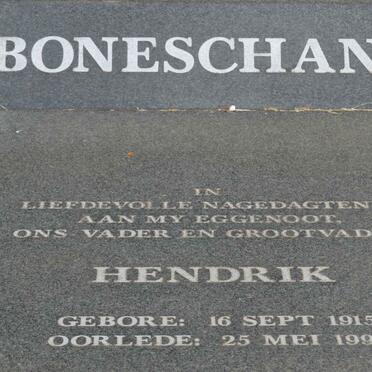 BONESCHAN
IN
LIEFDEVOLLE NAGEDAGTEN
AAN MY EGGENOOT,
ONS VADER EN GROOTVAD
HENDRIK
GEBORE: 16 SEPT 1915
OORLEDE: 25 MEI 199